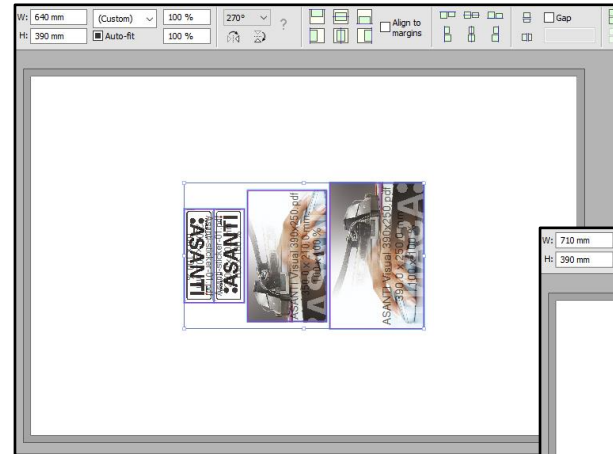 W: 640 mm (Custom) 100 % 270° Align to margins Gap
H: 390 mm Auto-fit 100 % ?
:ASANTI
:ASANTI
ASANTI Visual 390x250.pdf
100 %
ASANTI Visual 390x250.pdf
390.0 x 250.0 mm
100 x 100 %
W: 710 mm
H: 390 mm